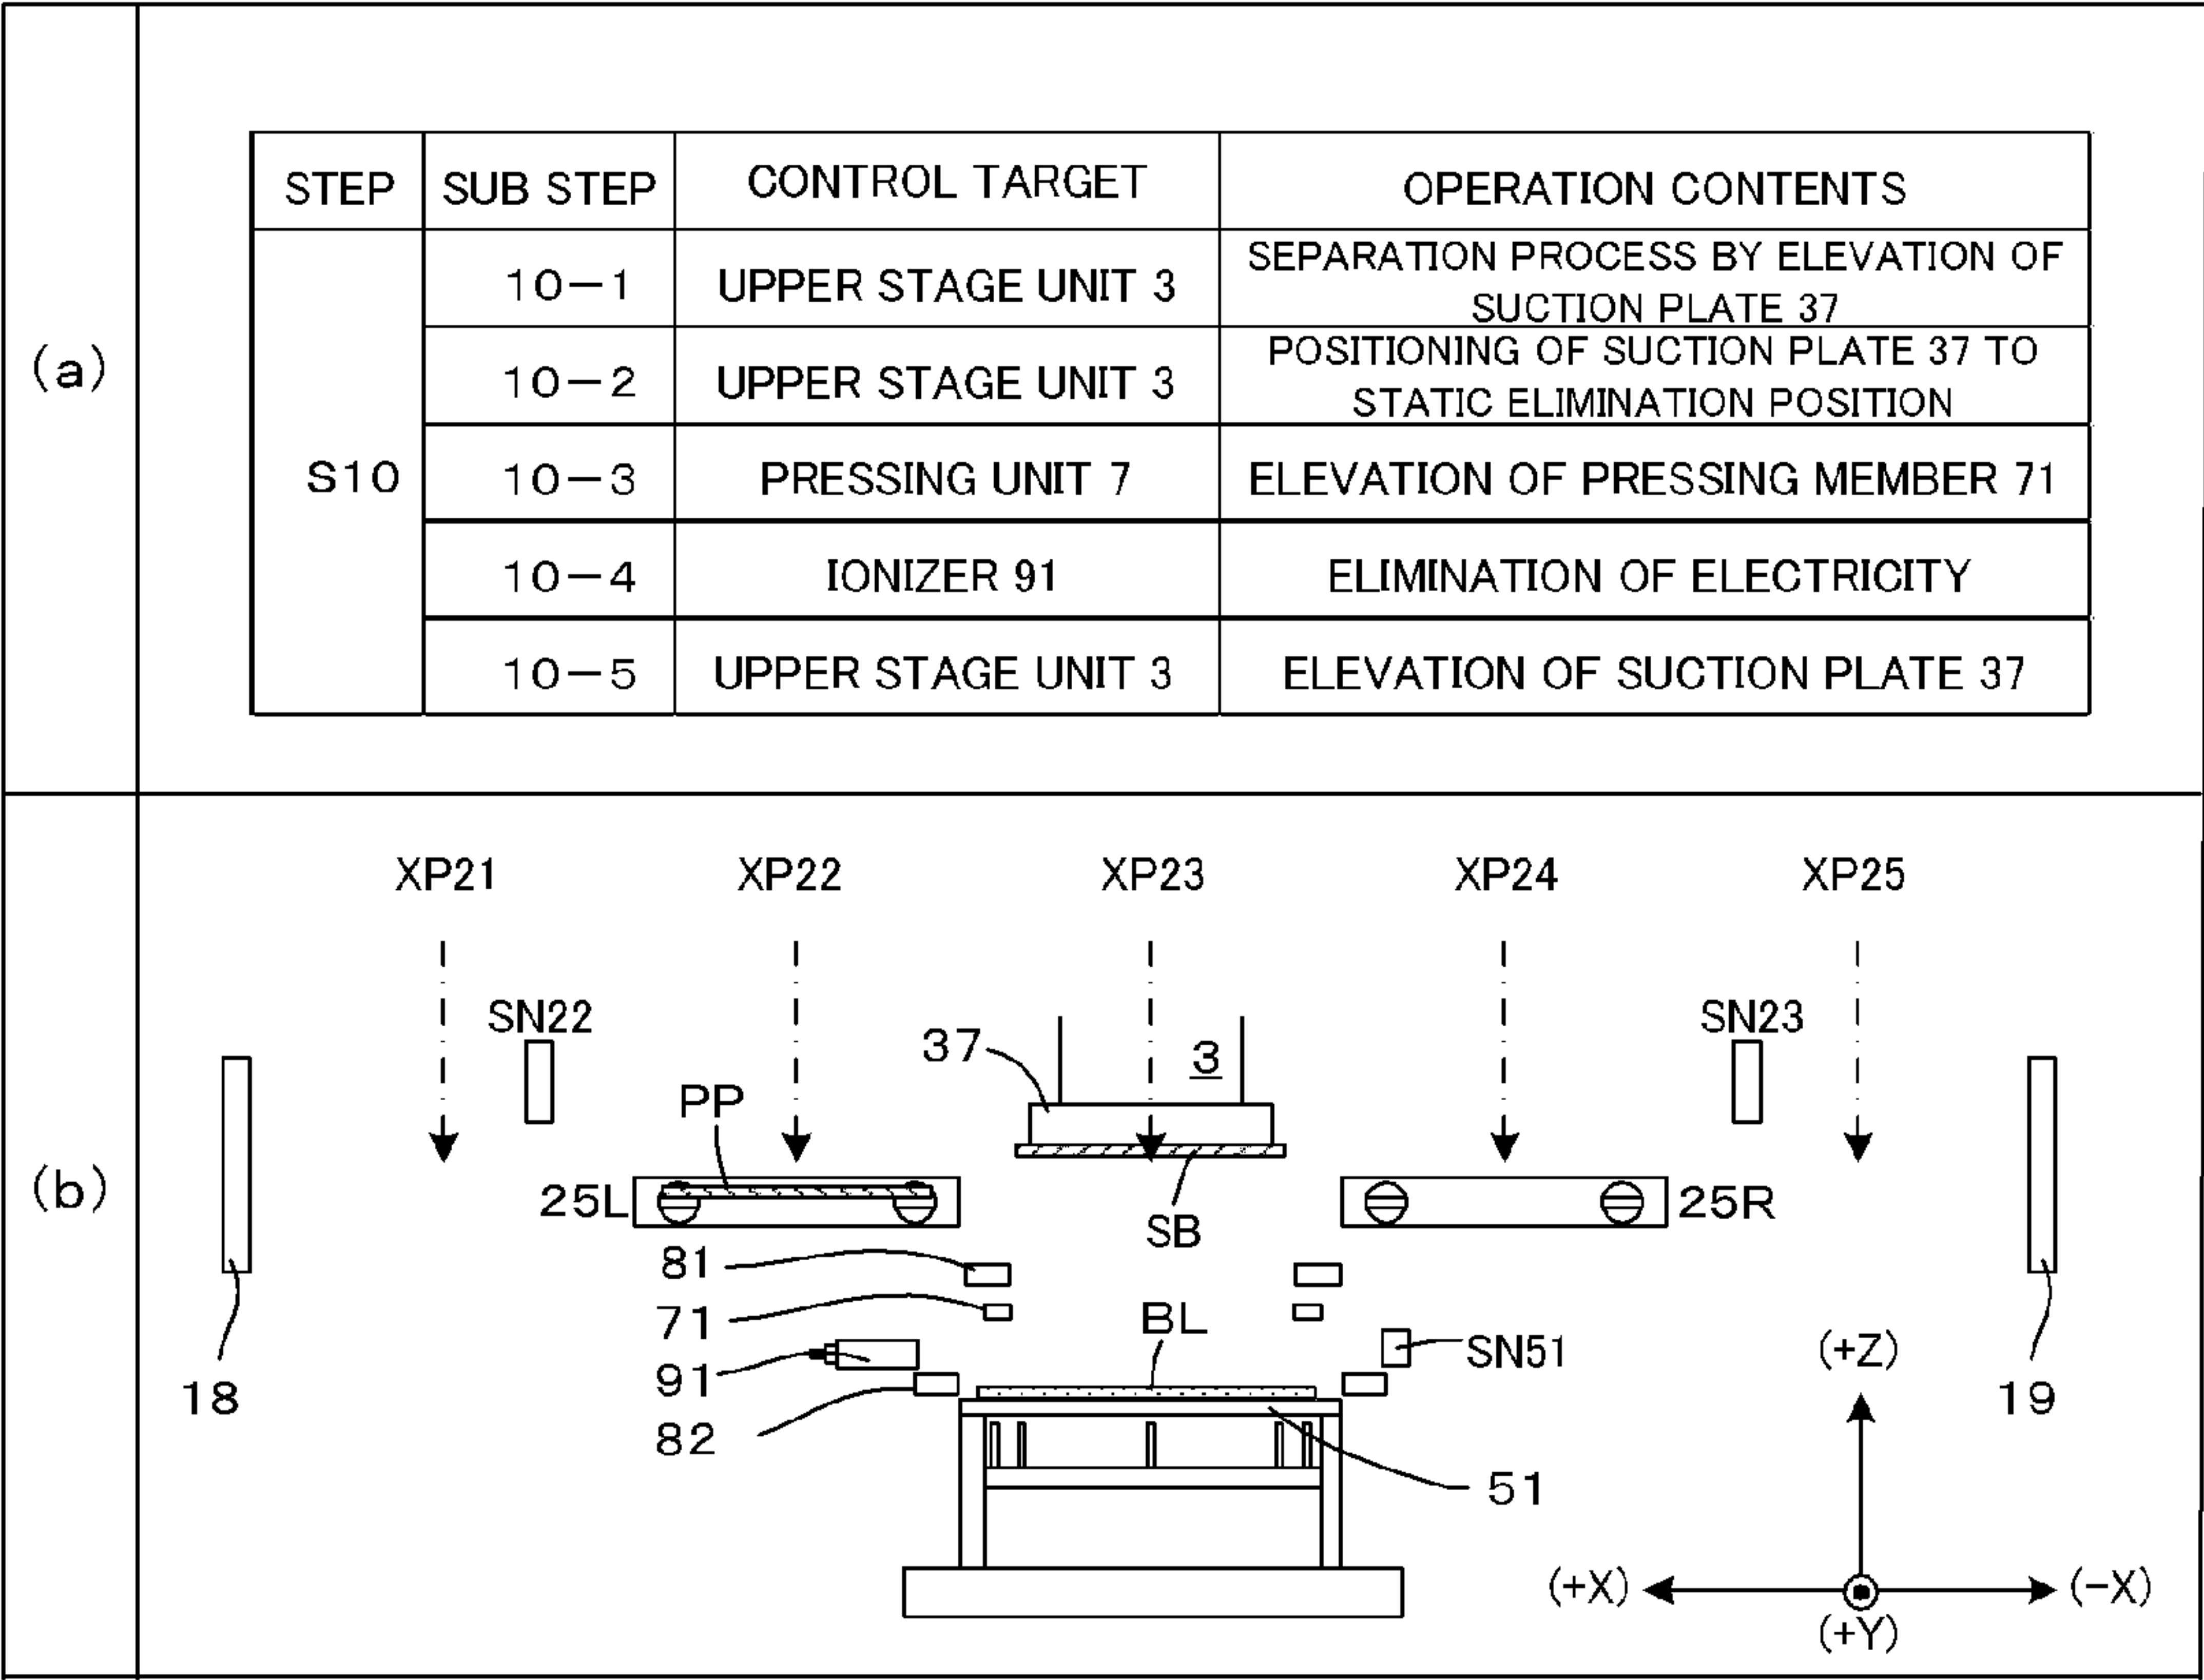 (a)
STEP
SUB STEP
CONTROL TARGET
OPERATION CONTENTS
S10
10-1
UPPER STAGE UNIT 3
SEPARATION PROCESS BY ELEVATION OF
SUCTION PLATE 37
10-2
UPPER STAGE UNIT 3
POSITIONING OF SUCTION PLATE 37 TO
STATIC ELIMINATION POSITION
10-3
PRESSING UNIT 7
ELEVATION OF PRESSING MEMBER 71
10-4
IONIZER 91
ELIMINATION OF ELECTRICITY
10-5
UPPER STAGE UNIT 3
ELEVATION OF SUCTION PLATE 37
(b)
XP21
XP22
XP23
XP24
XP25
SN22
SN23
37
3
PP
25L
25R
SB
81
71
BL
91
SN51
82
18
19
51
(+Z)
(+X)
(-X)
(+Y)